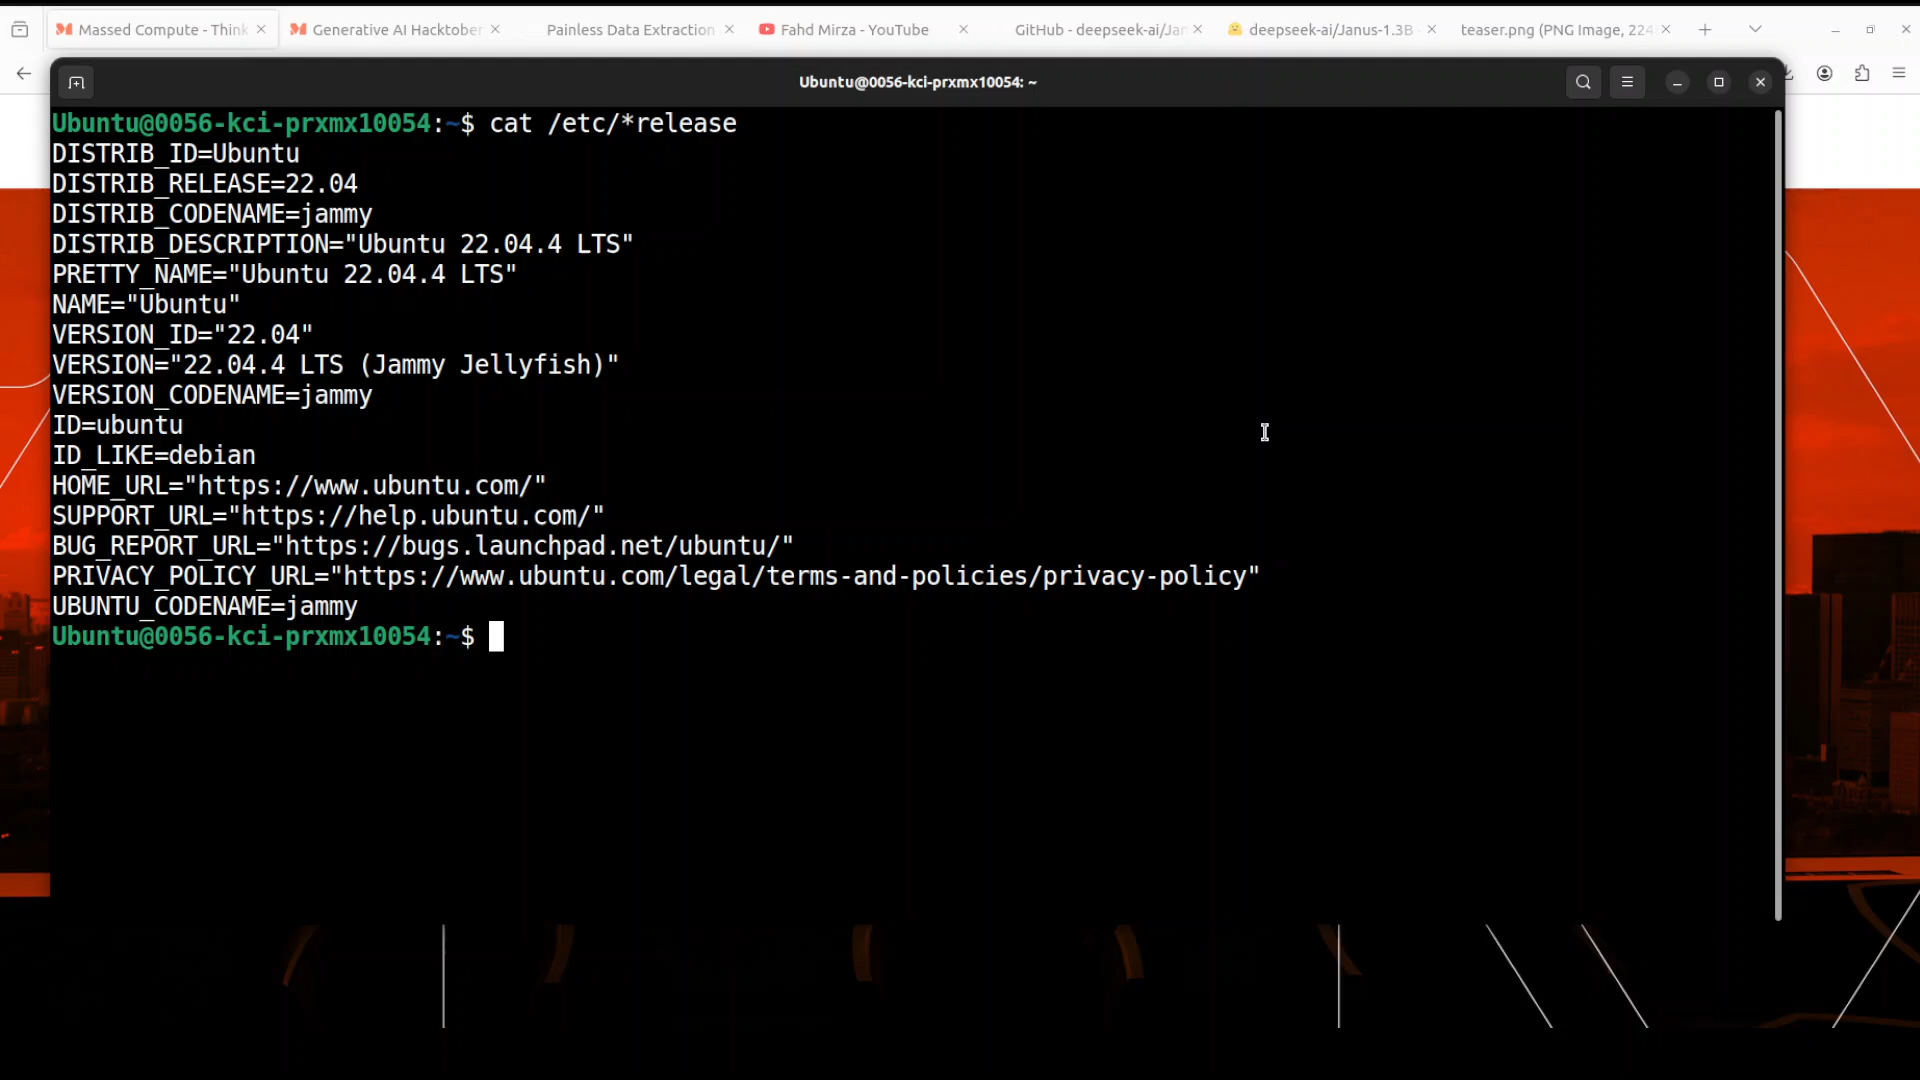 Massed Compute - Think
Generative AI Hacktober
Painless Data Extraction
Fahd Mirza - YouTube
GitHub - deepseek-ai/Jan
deepseek-ai/Janus-1.3B
teaser.png (PNG Image, 224
Ubuntu@0056-kci-prxmx10054: ~
Ubuntu@0056-kci-prxmx10054:~$ cat /etc/*release
DISTRIB_ID=Ubuntu
DISTRIB_RELEASE=22.04
DISTRIB_CODENAME=jammy
DISTRIB_DESCRIPTION="Ubuntu 22.04.4 LTS"
PRETTY_NAME="Ubuntu 22.04.4 LTS"
NAME="Ubuntu"
VERSION_ID="22.04"
VERSION="22.04.4 LTS (Jammy Jellyfish)"
VERSION_CODENAME=jammy
ID=ubuntu
ID_LIKE=debian
HOME_URL="https://www.ubuntu.com/"
SUPPORT_URL="https://help.ubuntu.com/"
BUG_REPORT_URL="https://bugs.launchpad.net/ubuntu/"
PRIVACY_POLICY_URL="https://www.ubuntu.com/legal/terms-and-policies/privacy-policy"
UBUNTU_CODENAME=jammy
Ubuntu@0056-kci-prxmx10054:~$